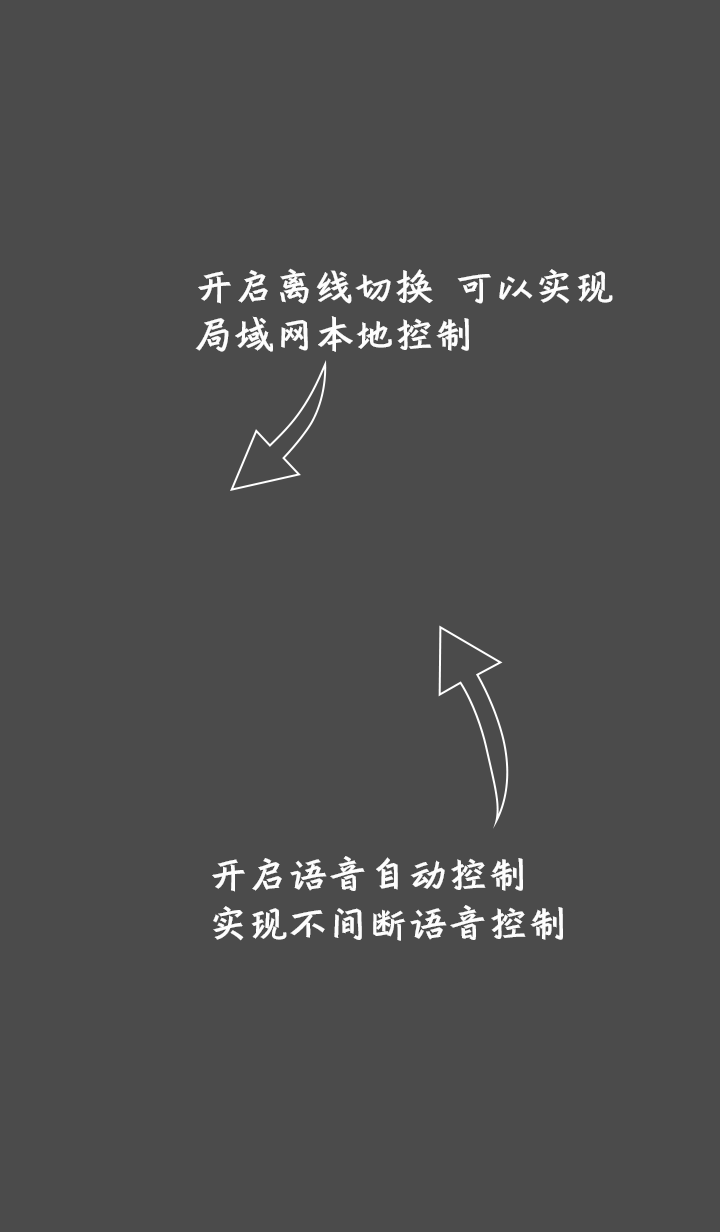 开启离线切换 可以实现
局域网本地控制
开启语音自动控制
实现不间断语音控制